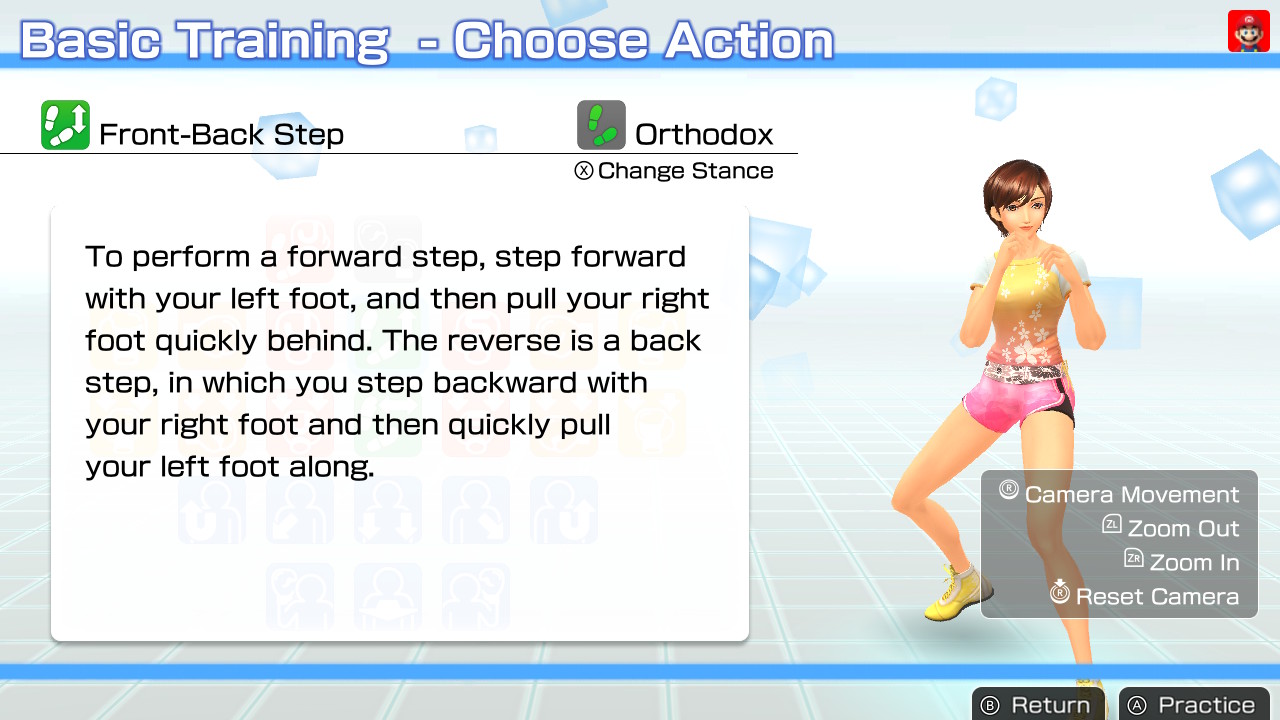 Basic Training - Choose Action
Front-Back Step
Orthodox
X Change Stance
To perform a forward step, step forward
with your left foot, and then pull your right
foot quickly behind. The reverse is a back
step, in which you step backward with
your right foot and then quickly pull
your left foot along.
R Camera Movement
ZL Zoom Out
ZR Zoom In
R Reset Camera
B Return
A Practice